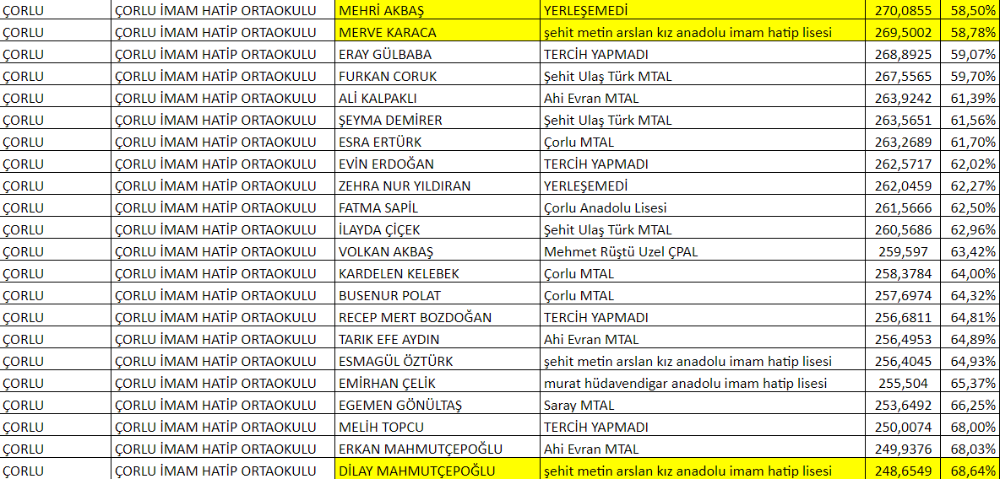 ÇORLU ÇORLU İMAM HATİP ORTAOKULU MEHRİ AKBAŞ YERLEŞEMEDİ 270,0855 58,50%
ÇORLU ÇORLU İMAM HATİP ORTAOKULU MERVE KARACA şehit metin arslan kız anadolu imam hatip lisesi 269,5002 58,78%
ÇORLU ÇORLU İMAM HATİP ORTAOKULU ERAY GÜLBABA TERCİH YAPMADI 268,8925 59,07%
ÇORLU ÇORLU İMAM HATİP ORTAOKULU FURKAN CORUK Şehit Ulaş Türk MTAL 267,5565 59,70%
ÇORLU ÇORLU İMAM HATİP ORTAOKULU ALİ KALPAKLI Ahi Evran MTAL 263,9242 61,39%
ÇORLU ÇORLU İMAM HATİP ORTAOKULU ŞEYMA DEMİRER Şehit Ulaş Türk MTAL 263,5651 61,56%
ÇORLU ÇORLU İMAM HATİP ORTAOKULU ESRA ERTÜRK Çorlu MTAL 263,2689 61,70%
ÇORLU ÇORLU İMAM HATİP ORTAOKULU EVİN ERDOĞAN TERCİH YAPMADI 262,5717 62,02%
ÇORLU ÇORLU İMAM HATİP ORTAOKULU ZEHRA NUR YILDIRAN YERLEŞEMEDİ 262,0459 62,27%
ÇORLU ÇORLU İMAM HATİP ORTAOKULU FATMA SAPİL Çorlu Anadolu Lisesi 261,5666 62,50%
ÇORLU ÇORLU İMAM HATİP ORTAOKULU İLAYDA ÇİÇEK Şehit Ulaş Türk MTAL 260,5686 62,96%
ÇORLU ÇORLU İMAM HATİP ORTAOKULU VOLKAN AKBAŞ Mehmet Rüştü Uzel ÇPAL 259,597 63,42%
ÇORLU ÇORLU İMAM HATİP ORTAOKULU KARDELEN KELEBEK Çorlu MTAL 258,3784 64,00%
ÇORLU ÇORLU İMAM HATİP ORTAOKULU BUSENUR POLAT Çorlu MTAL 257,6974 64,32%
ÇORLU ÇORLU İMAM HATİP ORTAOKULU RECEP MERT BOZDOĞAN TERCİH YAPMADI 256,6811 64,81%
ÇORLU ÇORLU İMAM HATİP ORTAOKULU TARIK EFE AYDIN Ahi Evran MTAL 256,4953 64,89%
ÇORLU ÇORLU İMAM HATİP ORTAOKULU ESMAGÜL ÖZTÜRK şehit metin arslan kız anadolu imam hatip lisesi 256,4045 64,93%
ÇORLU ÇORLU İMAM HATİP ORTAOKULU EMİRHAN ÇELİK murat hüdavendigar anadolu imam hatip lisesi 255,504 65,37%
ÇORLU ÇORLU İMAM HATİP ORTAOKULU EGEMEN GÖNÜLTAŞ Saray MTAL 253,6492 66,25%
ÇORLU ÇORLU İMAM HATİP ORTAOKULU MELİH TOPCU TERCİH YAPMADI 250,0074 68,00%
ÇORLU ÇORLU İMAM HATİP ORTAOKULU ERKAN MAHMUTÇEPOĞLU Ahi Evran MTAL 249,9376 68,03%
ÇORLU ÇORLU İMAM HATİP ORTAOKULU DİLAY MAHMUTÇEPOĞLU şehit metin arslan kız anadolu imam hatip lisesi 248,6549 68,64%